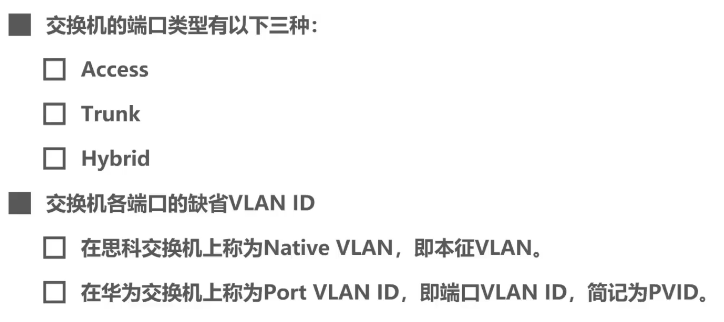 交换机的端口类型有以下三种：
Access
Trunk
Hybrid
交换机各端口的缺省VLAN ID
在思科交换机上称为Native VLAN，即本征VLAN。
在华为交换机上称为Port VLAN ID，即端口VLAN ID，简记为PVID。